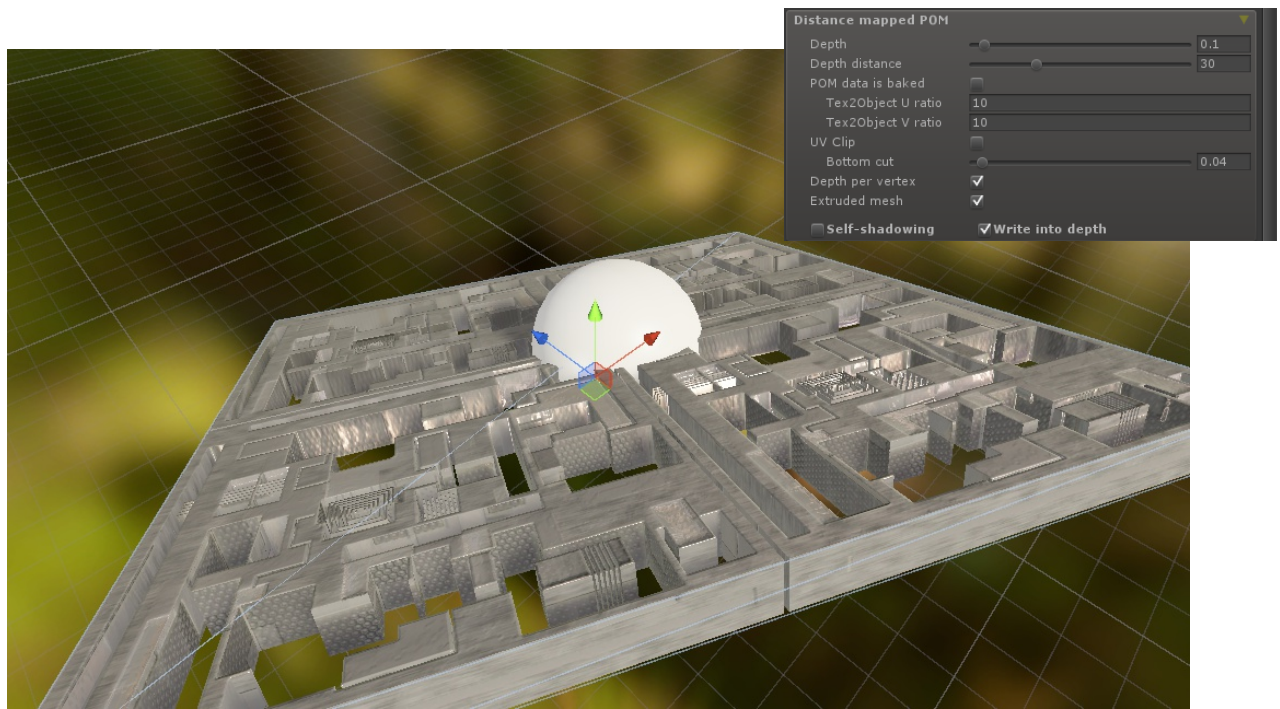 Distance mapped POM
Depth 0.1
Depth distance 30
POM data is baked
Tex2Object U ratio 10
Tex2Object V ratio 10
UV Clip
Bottom cut 0.04
Depth per vertex
Extruded mesh
Self-shadowing Write into depth